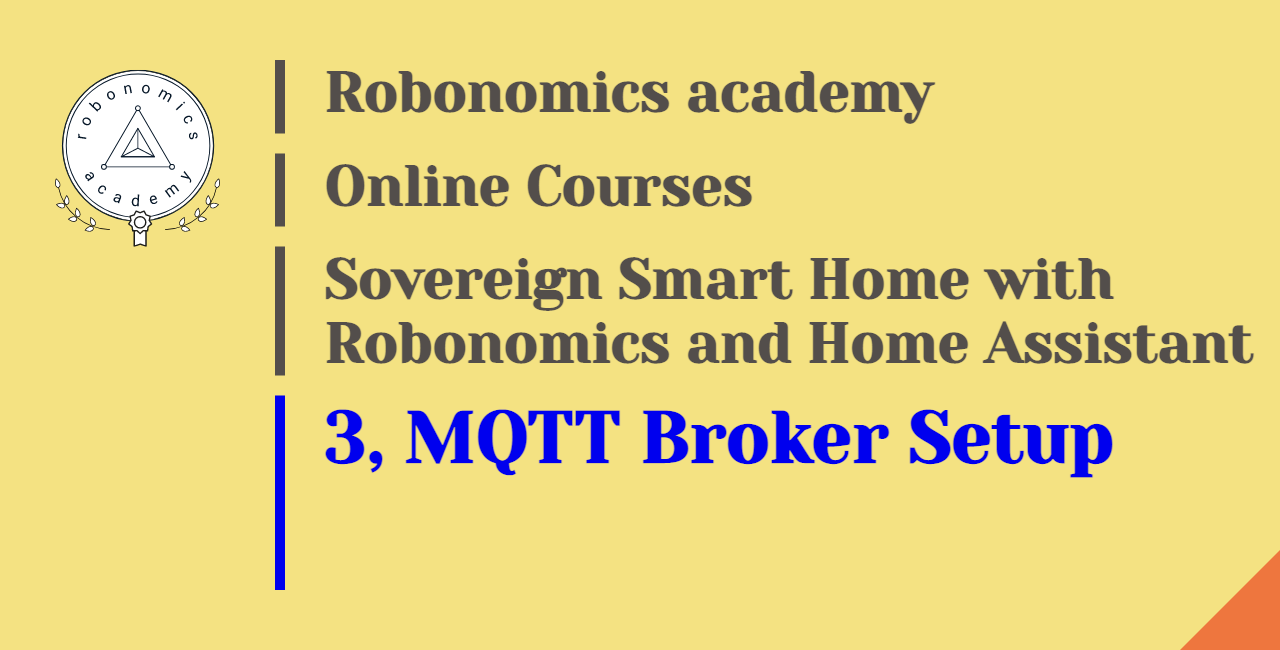 robonomics
academy
Robonomics academy
Online Courses
Sovereign Smart Home with
Robonomics and Home Assistant
3, MQTT Broker Setup